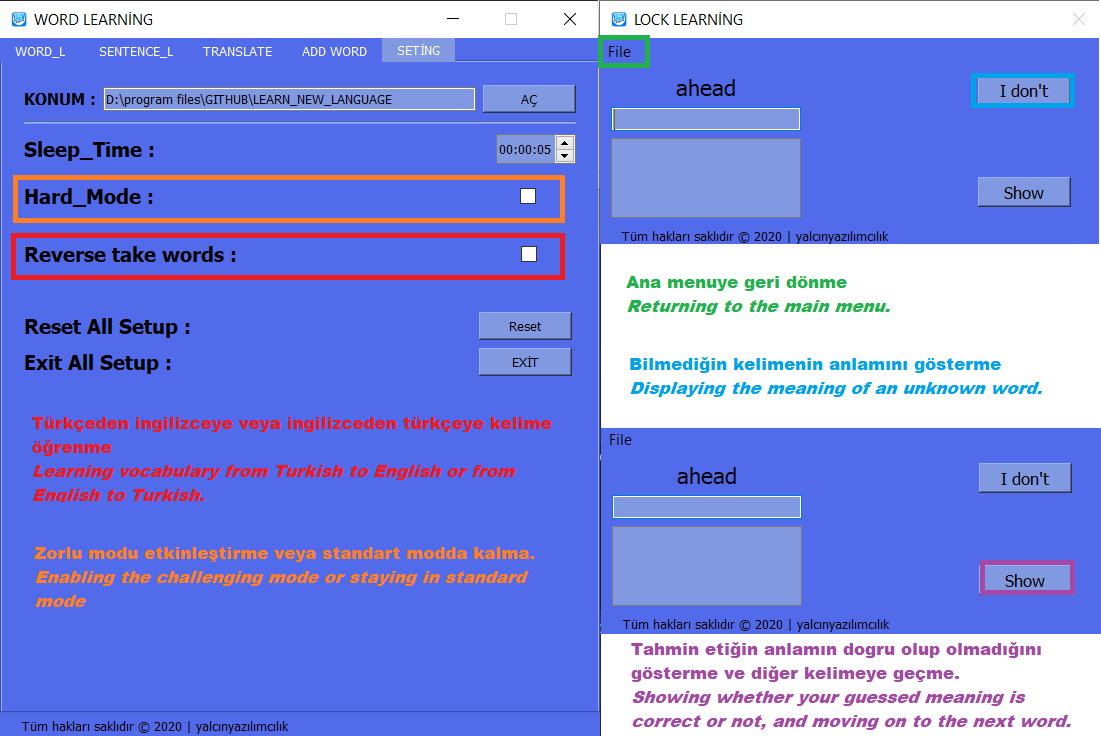 WORD LEARNİNG
WORD_L SENTENCE_L TRANSLATE ADD WORD SETİNG
KONUM : D:\program files\GITHUB\LEARN_NEW_LANGUAGE AÇ
Sleep_Time : 00:00:05
Hard_Mode :
Reverse take words :
Reset All Setup : Reset
Exit All Setup : EXİT
Türkçeden ingilizceye veya ingilizceden türkçeye kelime
öğrenme
Learning vocabulary from Turkish to English or from
English to Turkish.
Zorlu modu etkinleştirme veya standart modda kalma.
Enabling the challenging mode or staying in standard
mode
Tüm hakları saklıdır © 2020 | yalcınyazılımcılık
LOCK LEARNİNG
File
ahead
I don't
Show
Tüm hakları saklıdır © 2020 | yalcınyazılımcılık
Ana menuye geri dönme
Returning to the main menu.
Bilmediğin kelimenin anlamını gösterme
Displaying the meaning of an unknown word.
File
ahead
I don't
Show
Tüm hakları saklıdır © 2020 | yalcınyazılımcılık
Tahmin etiğin anlamın dogru olup olmadığını
gösterme ve diğer kelimeye geçme.
Showing whether your guessed meaning is
correct or not, and moving on to the next word.